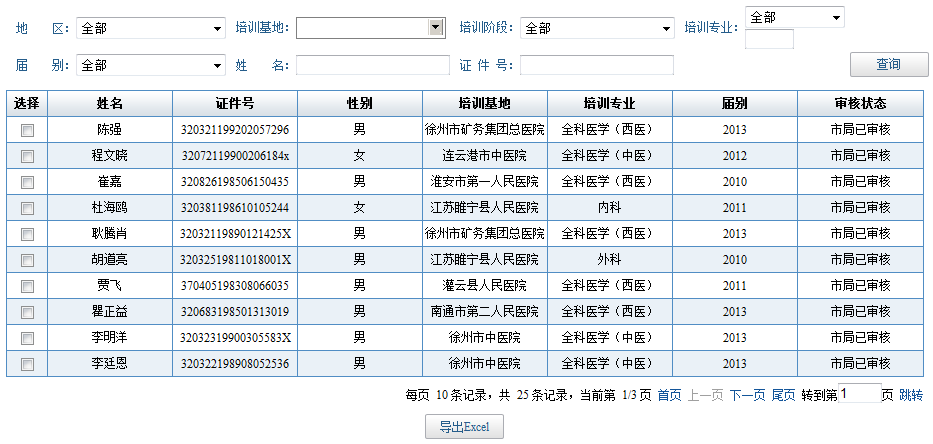 地 区: 全部 培训基地: 培训阶段: 全部 培训专业: 全部
届 别: 全部 姓 名: 证 件 号: 查询
选择 姓名 证件号 性别 培训基地 培训专业 届别 审核状态
陈强 320321199202057296 男 徐州市矿务集团总医院 全科医学（西医） 2013 市局已审核
程文晓 32072119900206184x 女 连云港市中医院 全科医学（中医） 2012 市局已审核
崔嘉 320826198506150435 男 淮安市第一人民医院 全科医学（西医） 2010 市局已审核
杜海鸥 320381198610105244 女 江苏睢宁县人民医院 内科 2011 市局已审核
耿腾肖 32032119890121425X 男 徐州市矿务集团总医院 全科医学（西医） 2013 市局已审核
胡道亮 32032519811018001X 男 江苏睢宁县人民医院 外科 2010 市局已审核
贾飞 370405198308066035 男 灌云县人民医院 全科医学（西医） 2011 市局已审核
瞿正益 320683198501313019 男 南通市第二人民医院 全科医学（西医） 2013 市局已审核
李明洋 32032319900305583X 男 徐州市中医院 全科医学（中医） 2013 市局已审核
李廷恩 320322198908052536 男 徐州市中医院 全科医学（中医） 2013 市局已审核
每页 10 条记录，共 25 条记录，当前第 1/3 页 首页 上一页 下一页 尾页 转到第 1 页 跳转
导出Excel